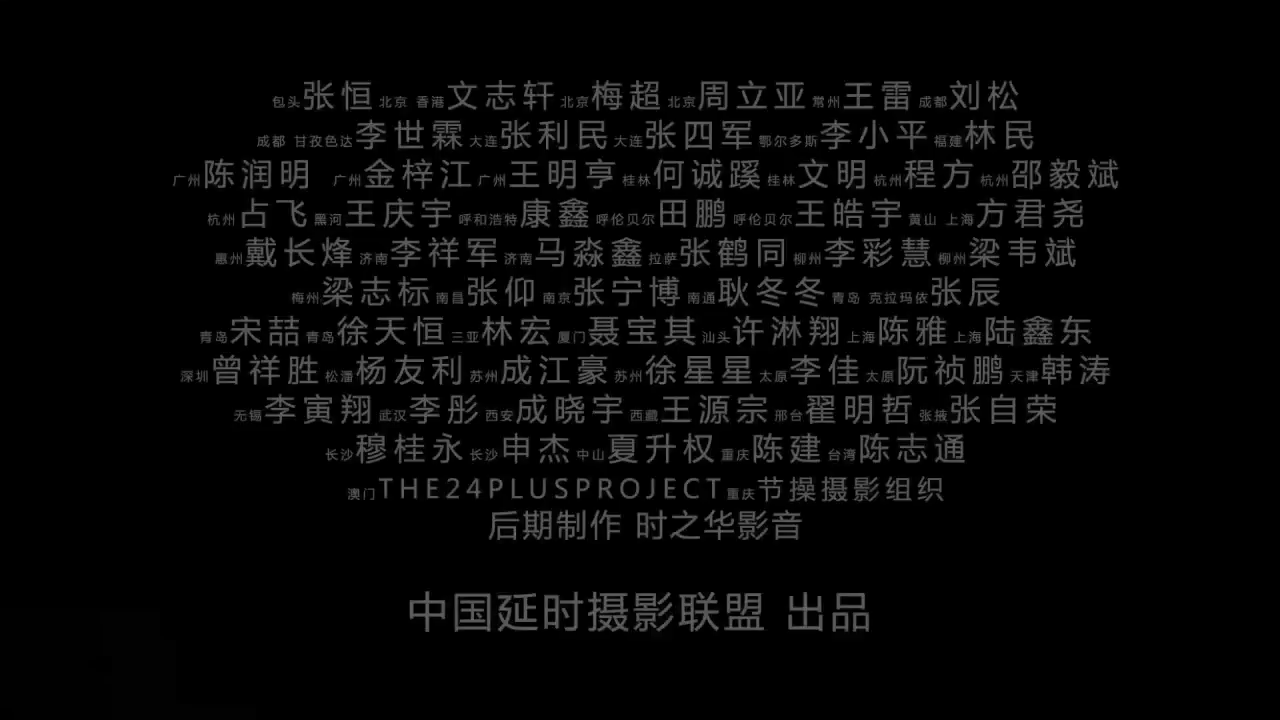 包头张恒 北京 香港文志轩 北京梅超 北京周立亚 常州王雷 成都刘松
成都 甘孜色达李世霖 大连张利民 大连张四军 鄂尔多斯李小平 福建林民
广州陈润明 广州金梓江 广州王明亨 桂林何诚蹊 桂林文明 杭州程方 杭州邵毅斌
杭州占飞 黑河王庆宇 呼和浩特康鑫 呼伦贝尔田鹏 呼伦贝尔王皓宇 黄山 上海方君尧
惠州戴长烽 济南李祥军 济南马淼鑫 拉萨张鹤同 柳州李彩慧 柳州梁韦斌
梅州梁志标 南昌张仰 南京张宁博 南通耿冬冬 青岛 克拉玛依张辰
青岛宋喆 青岛徐天恒 三亚林宏 厦门聂宝其 汕头许淋翔 上海陈雅 上海陆鑫东
深圳曾祥胜 松潘杨友利 苏州成江豪 苏州徐星星 太原李佳 太原阮祯鹏 天津韩涛
无锡李寅翔 武汉李彤 西安成晓宇 西藏王源宗 邢台翟明哲 张掖张自荣
长沙穆桂永 长沙申杰 中山夏升权 重庆陈建 台湾陈志通
澳门THE24PLUSPROJECT 重庆节操摄影组织
后期制作 时之华影音
中国延时摄影联盟 出品